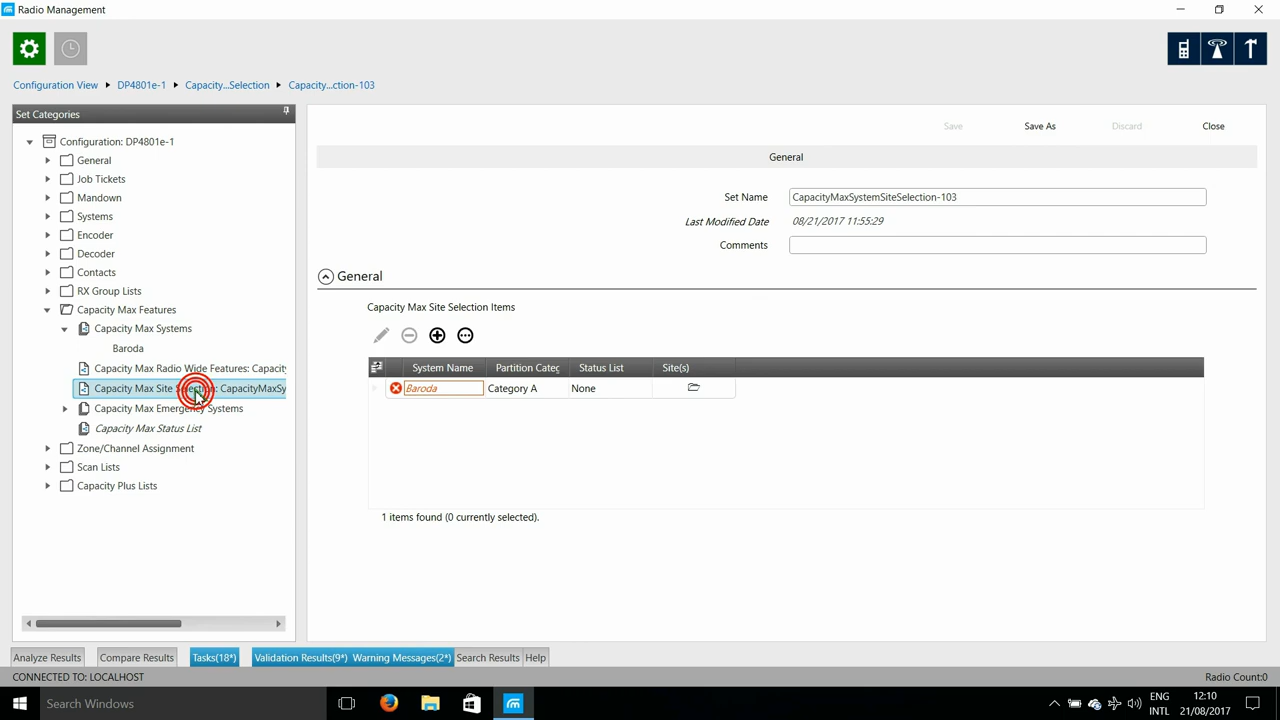 Radio Management
Configuration View DP4801e-1 Capacity...Selection Capacity...ction-103
Set Categories
Configuration: DP4801e-1
General
Job Tickets
Mandown
Systems
Encoder
Decoder
Contacts
RX Group Lists
Capacity Max Features
Capacity Max Systems
Baroda
Capacity Max Radio Wide Features: Capacity
Capacity Max Site Selection: CapacityMaxSy
Capacity Max Emergency Systems
Capacity Max Status List
Zone/Channel Assignment
Scan Lists
Capacity Plus Lists
Save Save As Discard Close
General
Set Name CapacityMaxSystemSiteSelection-103
Last Modified Date 08/21/2017 11:55:29
Comments
General
Capacity Max Site Selection Items
System Name Partition Categ Status List Site(s)
Baroda Category A None
1 items found (0 currently selected).
Analyze Results Compare Results Tasks(18*) Validation Results(9*) Warning Messages(2*) Search Results Help
CONNECTED TO: LOCALHOST Radio Count:0
Search Windows
ENG
INTL
12:10
21/08/2017